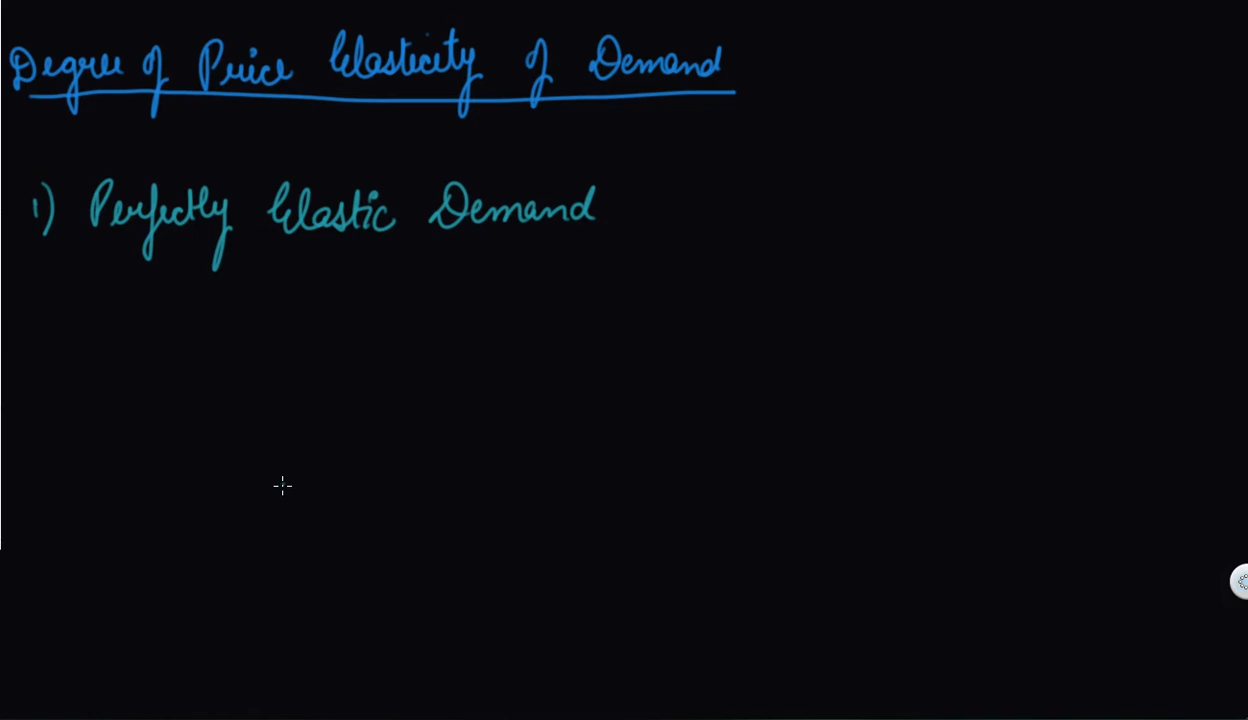 Degree of Price Elasticity of Demand
1) Perfectly Elastic Demand